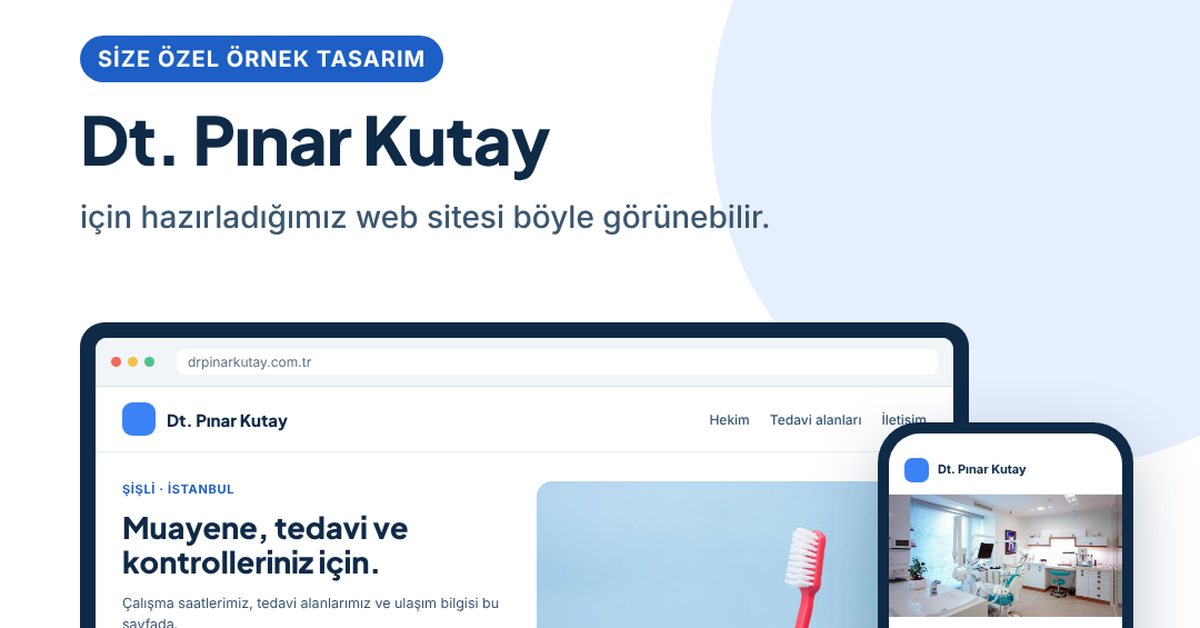 SİZE ÖZEL ÖRNEK TASARIM
Dt. Pınar Kutay
için hazırladığımız web sitesi böyle görünebilir.
drpinarkutay.com.tr
Dt. Pınar Kutay
Hekim Tedavi alanları İletişim
Dt. Pınar Kutay
ŞİŞLİ · İSTANBUL
Muayene, tedavi ve
kontrolleriniz için.
Çalışma saatlerimiz, tedavi alanlarımız ve ulaşım bilgisi bu
sayfada.